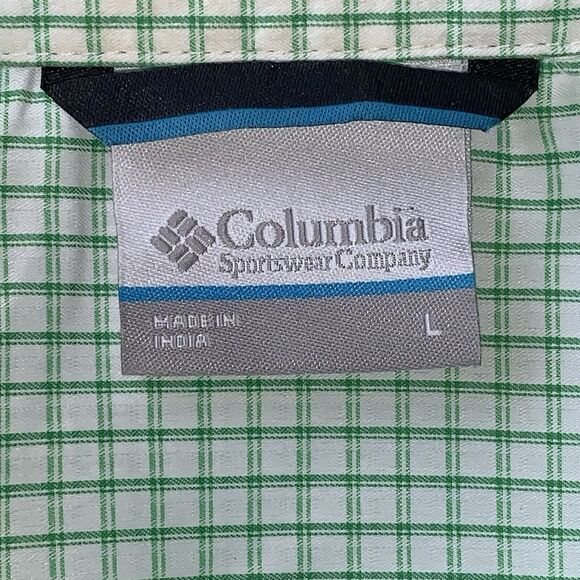 Columbia
Sportswear Company
MADE IN
INDIA
L